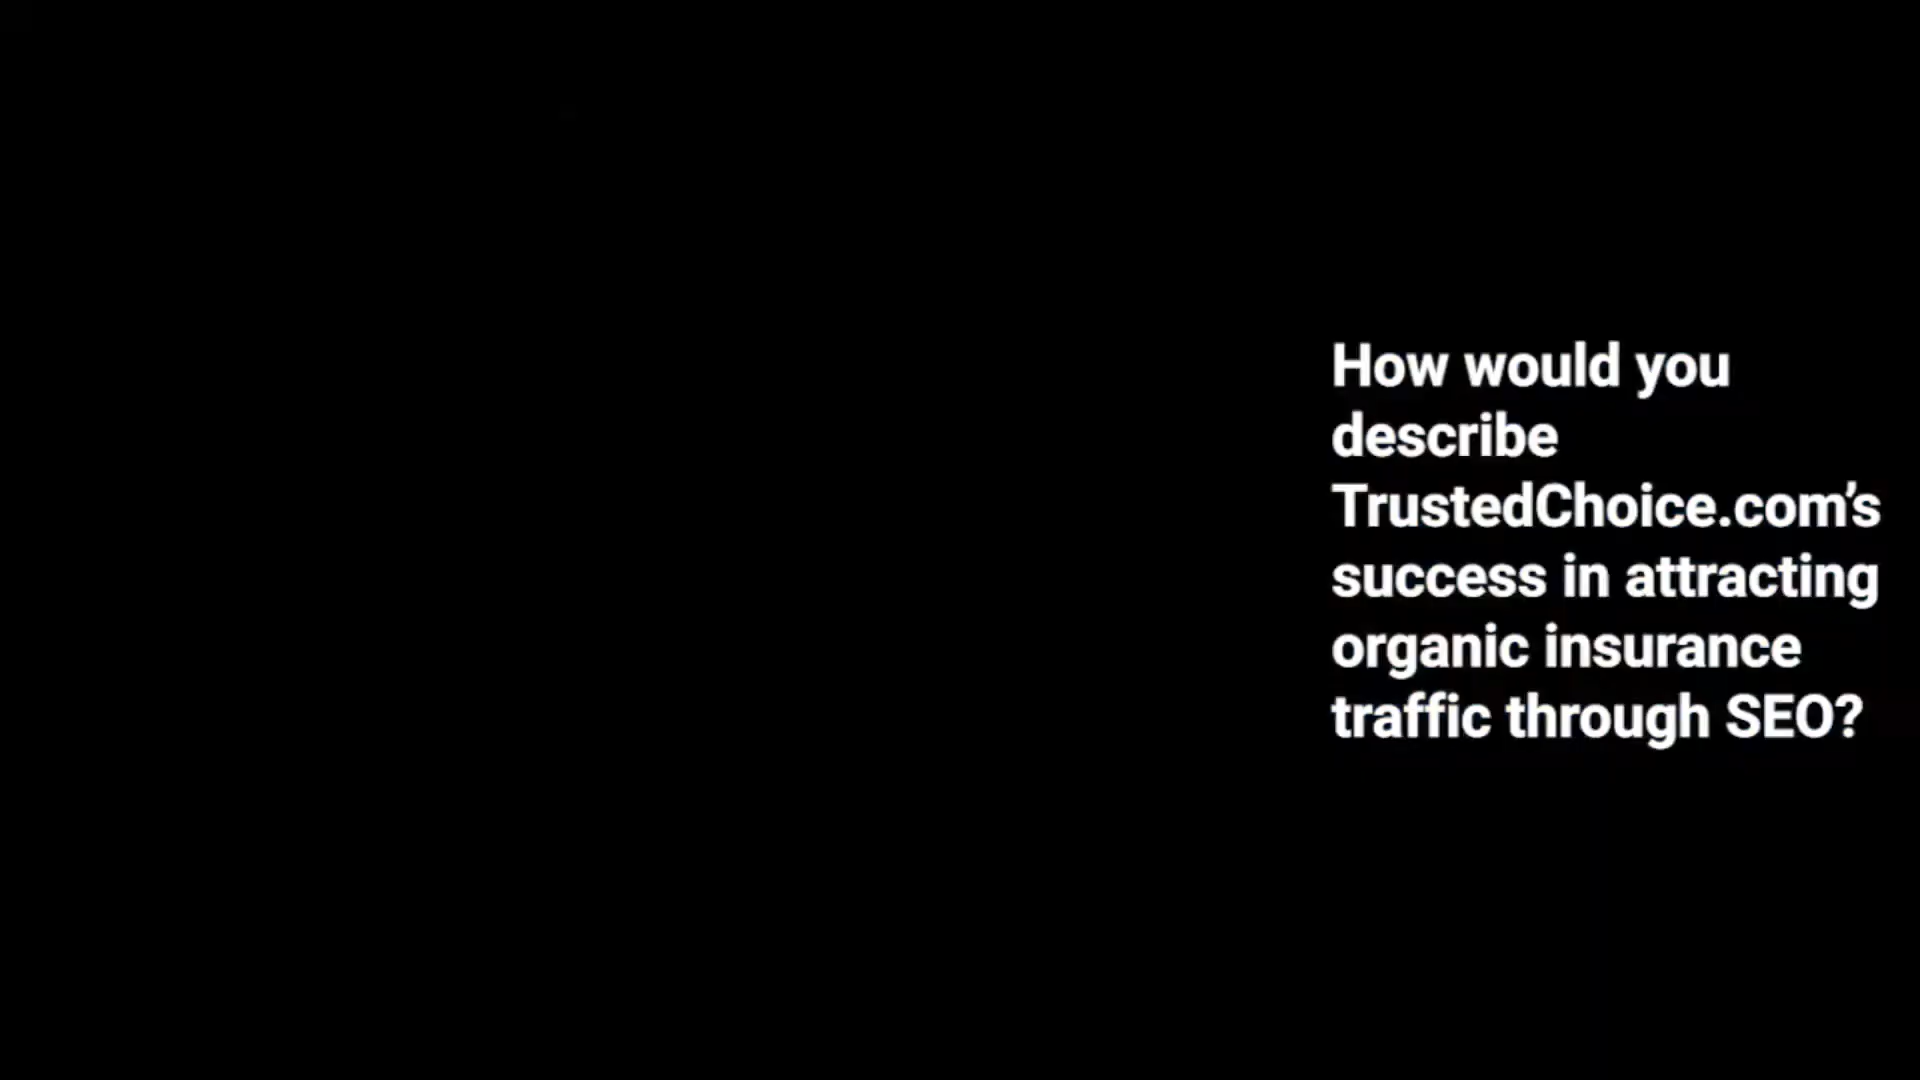 How would you
describe
TrustedChoice.com’s
success in attracting
organic insurance
traffic through SEO?